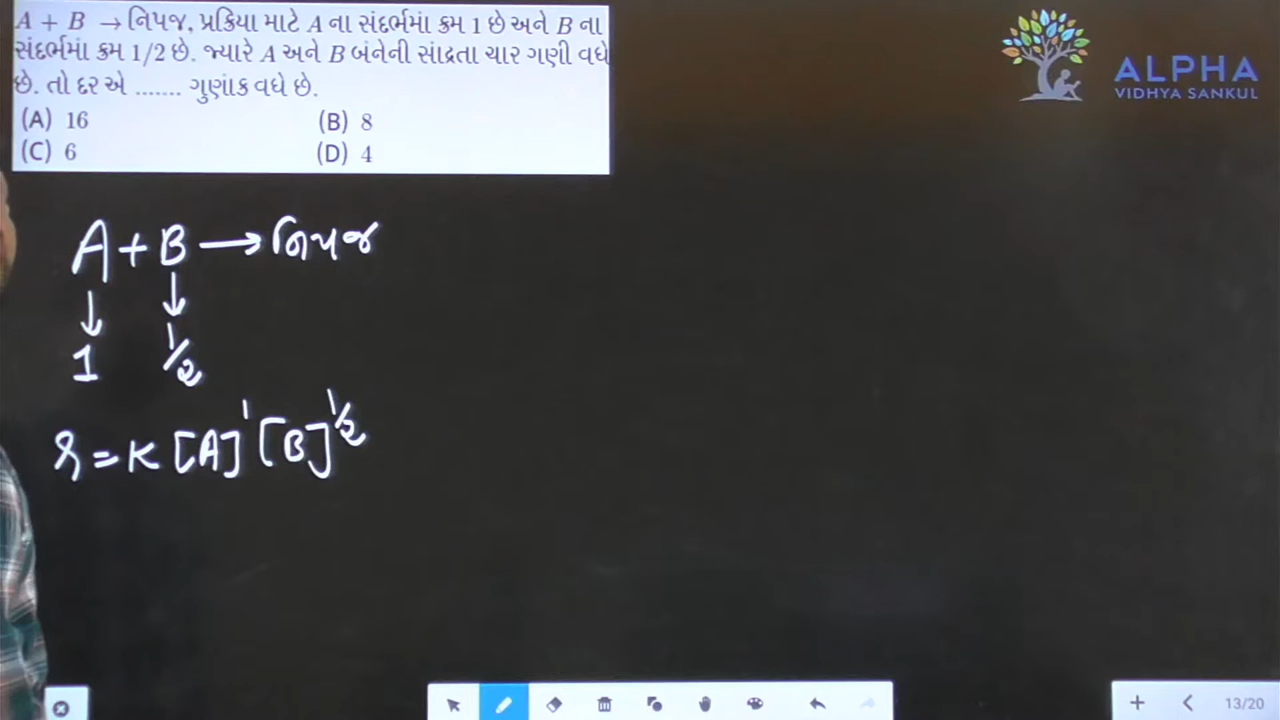 A + B → નિપજ, પ્રક્રિયા માટે A ના સંદર્ભમાં ક્રમ 1 છે અને B ના
સંદર્ભમાં ક્રમ 1/2 છે. જ્યારે A અને B બંનેની સાંદ્રતા ચાર ગણી વધે
છે. તો દર એ ....... ગુણાંક વધે છે.
(A) 16 (B) 8
(C) 6 (D) 4
ALPHA
VIDHYA SANKUL
A + B → નિપજ
↓ ↓
1 1/2
r = K [A]^1 [B]^1/2
13/20